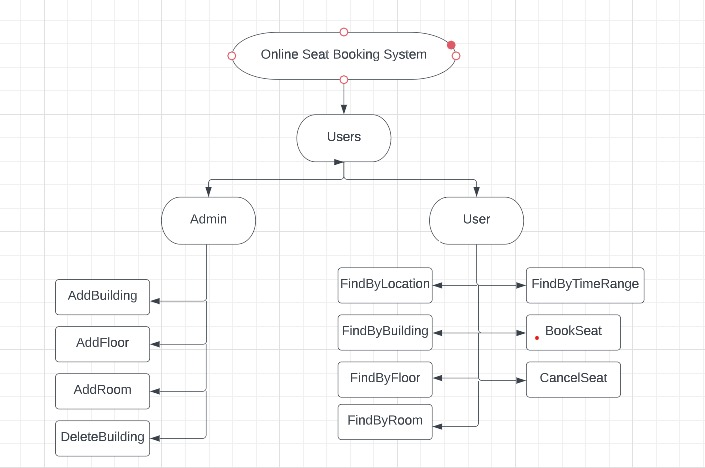 Online Seat Booking System
Users
Admin
User
AddBuilding
AddFloor
AddRoom
DeleteBuilding
FindByLocation
FindByTimeRange
FindByBuilding
BookSeat
FindByFloor
CancelSeat
FindByRoom